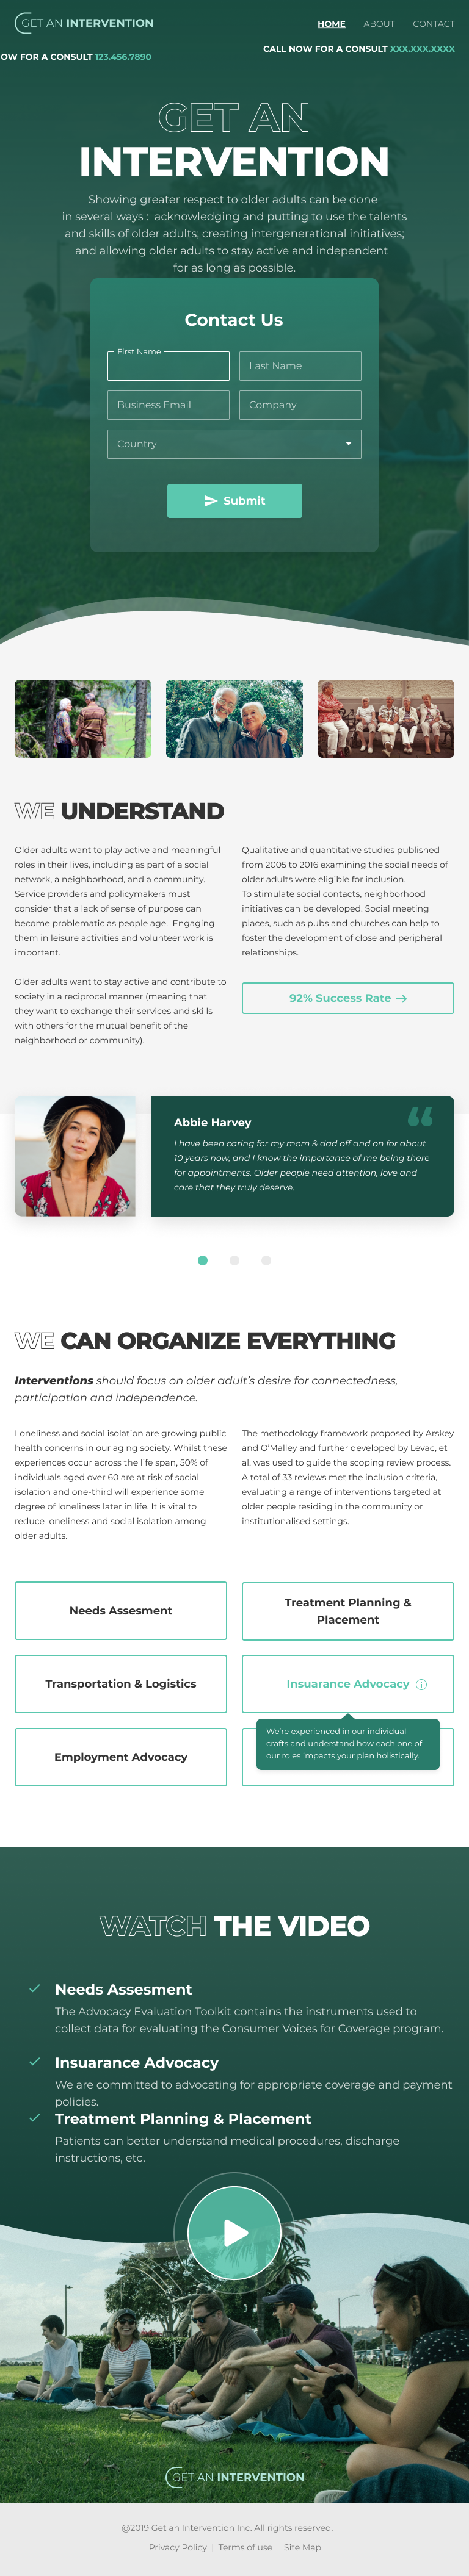 GET AN INTERVENTION
HOME ABOUT CONTACT
OW FOR A CONSULT 123.456.7890
CALL NOW FOR A CONSULT XXX.XXX.XXXX
GET AN
INTERVENTION
Showing greater respect to older adults can be done
in several ways : acknowledging and putting to use the talents
and skills of older adults; creating intergenerational initiatives;
and allowing older adults to stay active and independent
for as long as possible.
Contact Us
First Name
Last Name
Business Email
Company
Country
Submit
WE UNDERSTAND
Older adults want to play active and meaningful
roles in their lives, including as part of a social
network, a neighborhood, and a community.
Service providers and policymakers must
consider that a lack of sense of purpose can
become problematic as people age. Engaging
them in leisure activities and volunteer work is
important.
Older adults want to stay active and contribute to
society in a reciprocal manner (meaning that
they want to exchange their services and skills
with others for the mutual benefit of the
neighborhood or community).
Qualitative and quantitative studies published
from 2005 to 2016 examining the social needs of
older adults were eligible for inclusion.
To stimulate social contacts, neighborhood
initiatives can be developed. Social meeting
places, such as pubs and churches can help to
foster the development of close and peripheral
relationships.
92% Success Rate →
Abbie Harvey
“
I have been caring for my mom & dad off and on for about
10 years now, and I know the importance of me being there
for appointments. Older people need attention, love and
care that they truly deserve.
WE CAN ORGANIZE EVERYTHING
Interventions should focus on older adult’s desire for connectedness,
participation and independence.
Loneliness and social isolation are growing public
health concerns in our aging society. Whilst these
experiences occur across the life span, 50% of
individuals aged over 60 are at risk of social
isolation and one-third will experience some
degree of loneliness later in life. It is vital to
reduce loneliness and social isolation among
older adults.
The methodology framework proposed by Arskey
and O’Malley and further developed by Levac, et
al. was used to guide the scoping review process.
A total of 33 reviews met the inclusion criteria,
evaluating a range of interventions targeted at
older people residing in the community or
institutionalised settings.
Needs Assesment
Treatment Planning &
Placement
Transportation & Logistics
Insuarance Advocacy
Employment Advocacy
We’re experienced in our individual
crafts and understand how each one of
our roles impacts your plan holistically.
WATCH THE VIDEO
Needs Assesment
The Advocacy Evaluation Toolkit contains the instruments used to
collect data for evaluating the Consumer Voices for Coverage program.
Insuarance Advocacy
We are committed to advocating for appropriate coverage and payment
policies.
Treatment Planning & Placement
Patients can better understand medical procedures, discharge
instructions, etc.
GET AN INTERVENTION
@2019 Get an Intervention Inc. All rights reserved.
Privacy Policy | Terms of use | Site Map